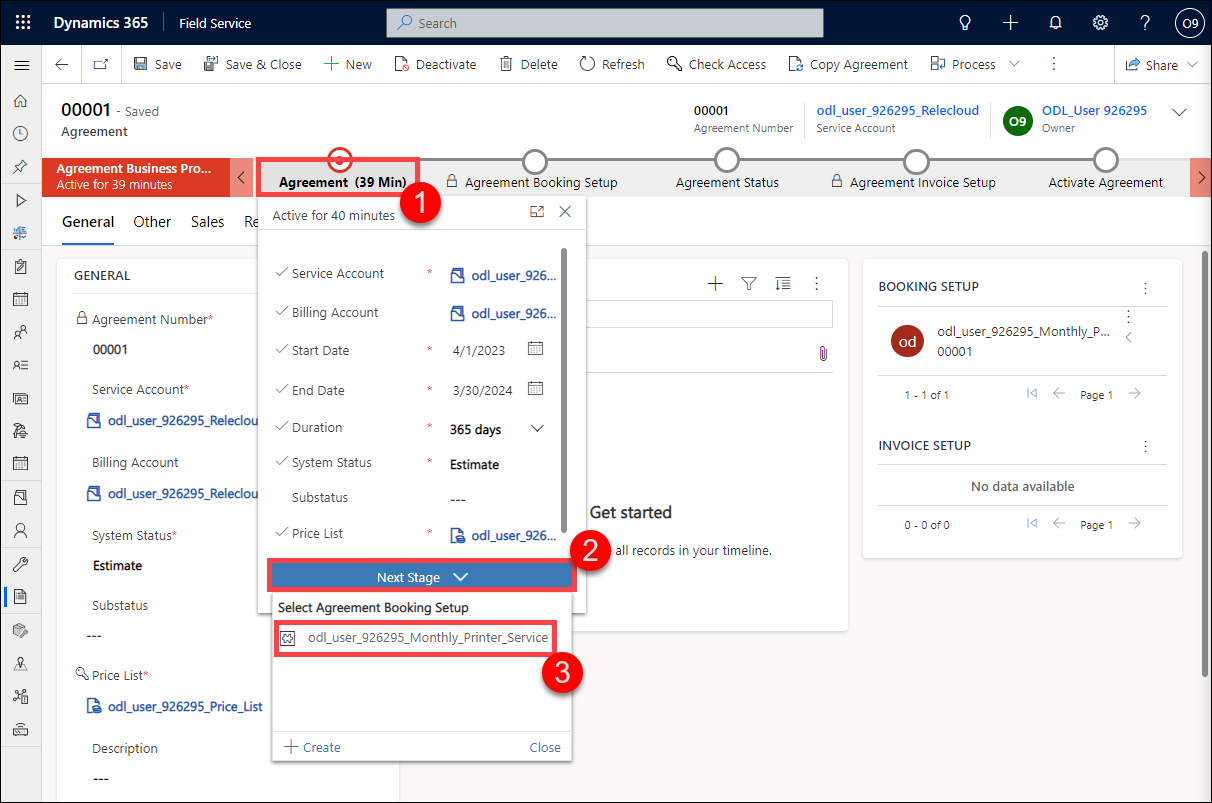 Dynamics 365
Field Service
Search
O9
Save
Save & Close
New
Deactivate
Delete
Refresh
Check Access
Copy Agreement
Process
Share
00001 - Saved
Agreement
00001
Agreement Number
odl_user_926295_Relecloud
Service Account
O9
ODL_User 926295
Owner
Agreement Business Pro...
Active for 39 minutes
Agreement (39 Min)
Agreement Booking Setup
Agreement Status
Agreement Invoice Setup
Activate Agreement
1
General
Other
Sales
Re
Active for 40 minutes
Service Account * odl_user_926...
Billing Account odl_user_926...
Start Date * 4/1/2023
End Date * 3/30/2024
Duration * 365 days
System Status * Estimate
Substatus ---
Price List * odl_user_926...
2
Next Stage
Select Agreement Booking Setup
odl_user_926295_Monthly_Printer_Service
3
Create
Close
GENERAL
Agreement Number*
00001
Service Account*
odl_user_926295_Relecloud
Billing Account
odl_user_926295_Relecloud
System Status*
Estimate
Substatus
---
Price List*
odl_user_926295_Price_List
Description
---
Get started
all records in your timeline.
BOOKING SETUP
od
odl_user_926295_Monthly_P...
00001
1 - 1 of 1
Page 1
INVOICE SETUP
No data available
0 - 0 of 0
Page 1